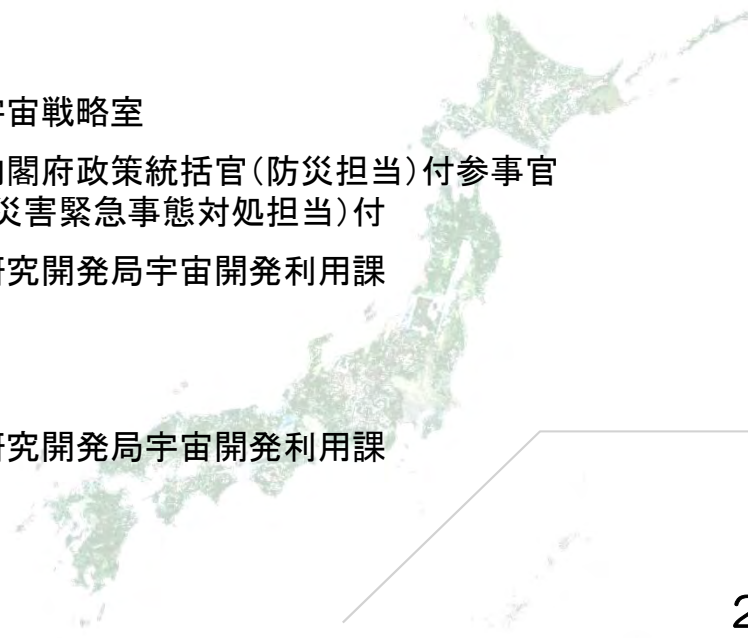 宇宙戦略室
内閣府政策統括官(防災担当)付参事官
(災害緊急事態対処担当)付
研究開発局宇宙開発利用課
研究開発局宇宙開発利用課
2